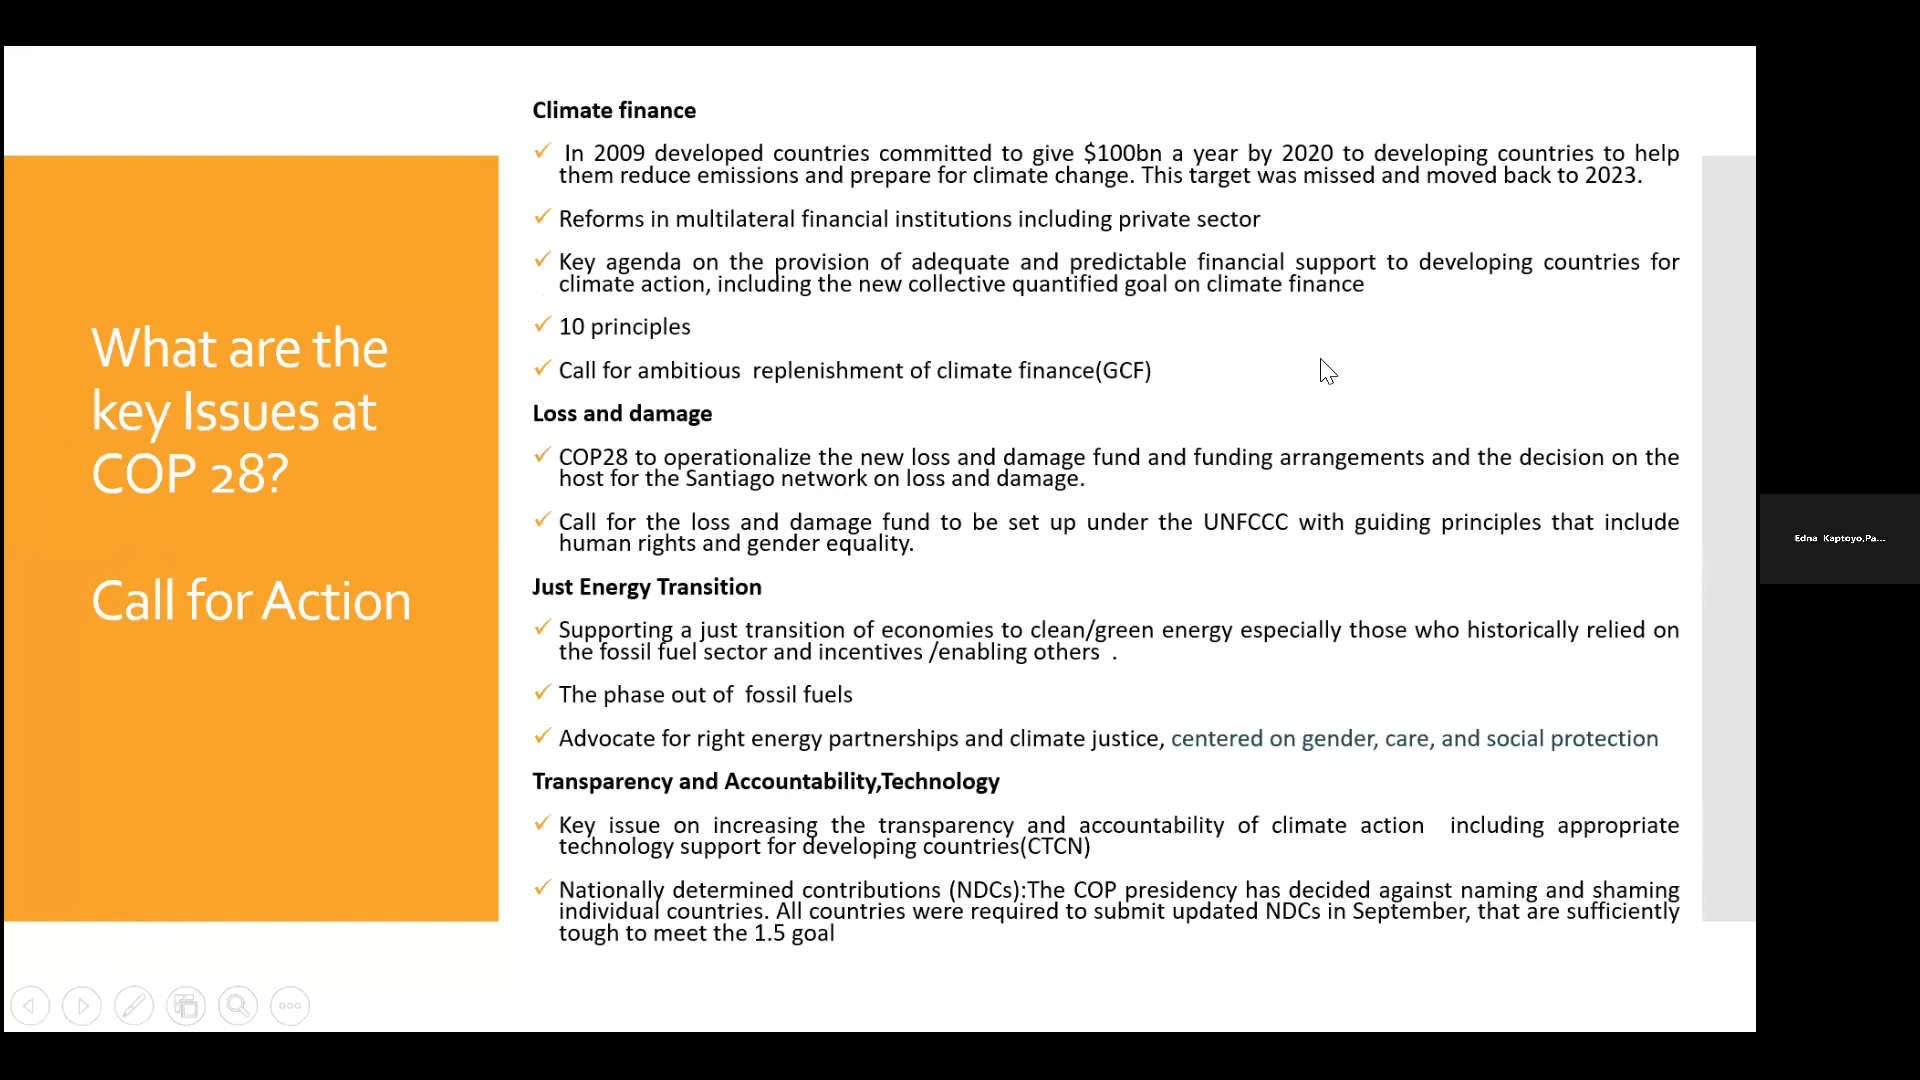 What are the
key Issues at
COP 28?
Call for Action
Climate finance
✓ In 2009 developed countries committed to give $100bn a year by 2020 to developing countries to help
them reduce emissions and prepare for climate change. This target was missed and moved back to 2023.
✓ Reforms in multilateral financial institutions including private sector
✓ Key agenda on the provision of adequate and predictable financial support to developing countries for
climate action, including the new collective quantified goal on climate finance
✓ 10 principles
✓ Call for ambitious replenishment of climate finance(GCF)
Loss and damage
✓ COP28 to operationalize the new loss and damage fund and funding arrangements and the decision on the
host for the Santiago network on loss and damage.
✓ Call for the loss and damage fund to be set up under the UNFCCC with guiding principles that include
human rights and gender equality.
Just Energy Transition
✓ Supporting a just transition of economies to clean/green energy especially those who historically relied on
the fossil fuel sector and incentives /enabling others .
✓ The phase out of fossil fuels
✓ Advocate for right energy partnerships and climate justice, centered on gender, care, and social protection
Transparency and Accountability,Technology
✓ Key issue on increasing the transparency and accountability of climate action including appropriate
technology support for developing countries(CTCN)
✓ Nationally determined contributions (NDCs):The COP presidency has decided against naming and shaming
individual countries. All countries were required to submit updated NDCs in September, that are sufficiently
tough to meet the 1.5 goal
Edna Kaptoyo,Pa...